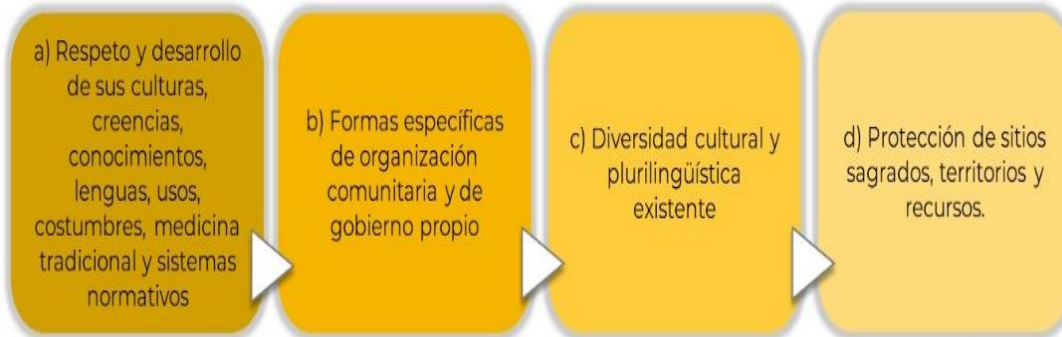 a) Respeto y desarrollo
de sus culturas,
creencias,
conocimientos,
lenguas, usos,
costumbres, medicina
tradicional y sistemas
normativos
b) Formas específicas
de organización
comunitaria y de
gobierno propio
c) Diversidad cultural y
plurilingüística
existente
d) Protección de sitios
sagrados, territorios y
recursos.